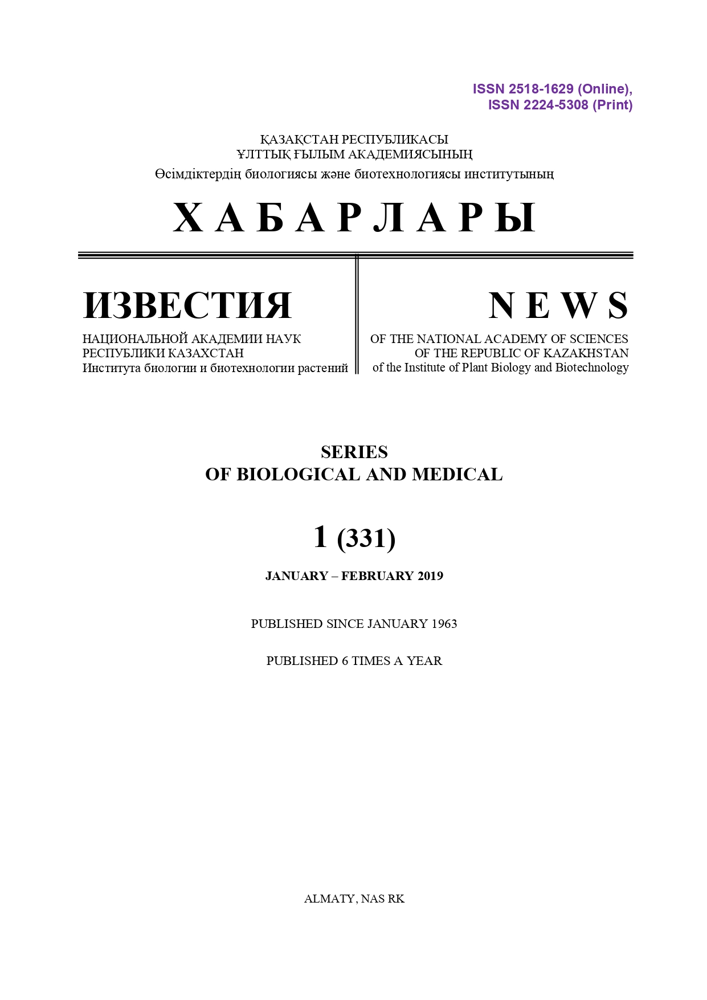 ISSN 2518-1629 (Online),
ISSN 2224-5308 (Print)
ҚАЗАҚСТАН РЕСПУБЛИКАСЫ
ҰЛТТЫҚ ҒЫЛЫМ АКАДЕМИЯСЫНЫҢ
Өсімдіктердің биологиясы және биотехнологиясы институтының
Х А Б А Р Л А Р Ы
ИЗВЕСТИЯ
НАЦИОНАЛЬНОЙ АКАДЕМИИ НАУК
РЕСПУБЛИКИ КАЗАХСТАН
Института биологии и биотехнологии растений
N E W S
OF THE NATIONAL ACADEMY OF SCIENCES
OF THE REPUBLIC OF KAZAKHSTAN
of the Institute of Plant Biology and Biotechnology
SERIES
OF BIOLOGICAL AND MEDICAL
1 (331)
JANUARY – FEBRUARY 2019
PUBLISHED SINCE JANUARY 1963
PUBLISHED 6 TIMES A YEAR
ALMATY, NAS RK